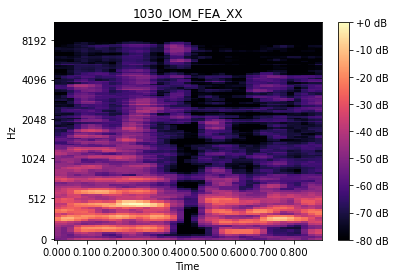 1030_IOM_FEA_XX
+0 dB
8192
-10 dB
4096
-20 dB
-30 dB
2048
Hz
-40 dB
1024
-50 dB
512
-60 dB
-70 dB
0
-80 dB
0.000 0.100 0.200 0.300 0.400 0.500 0.600 0.700 0.800
Time